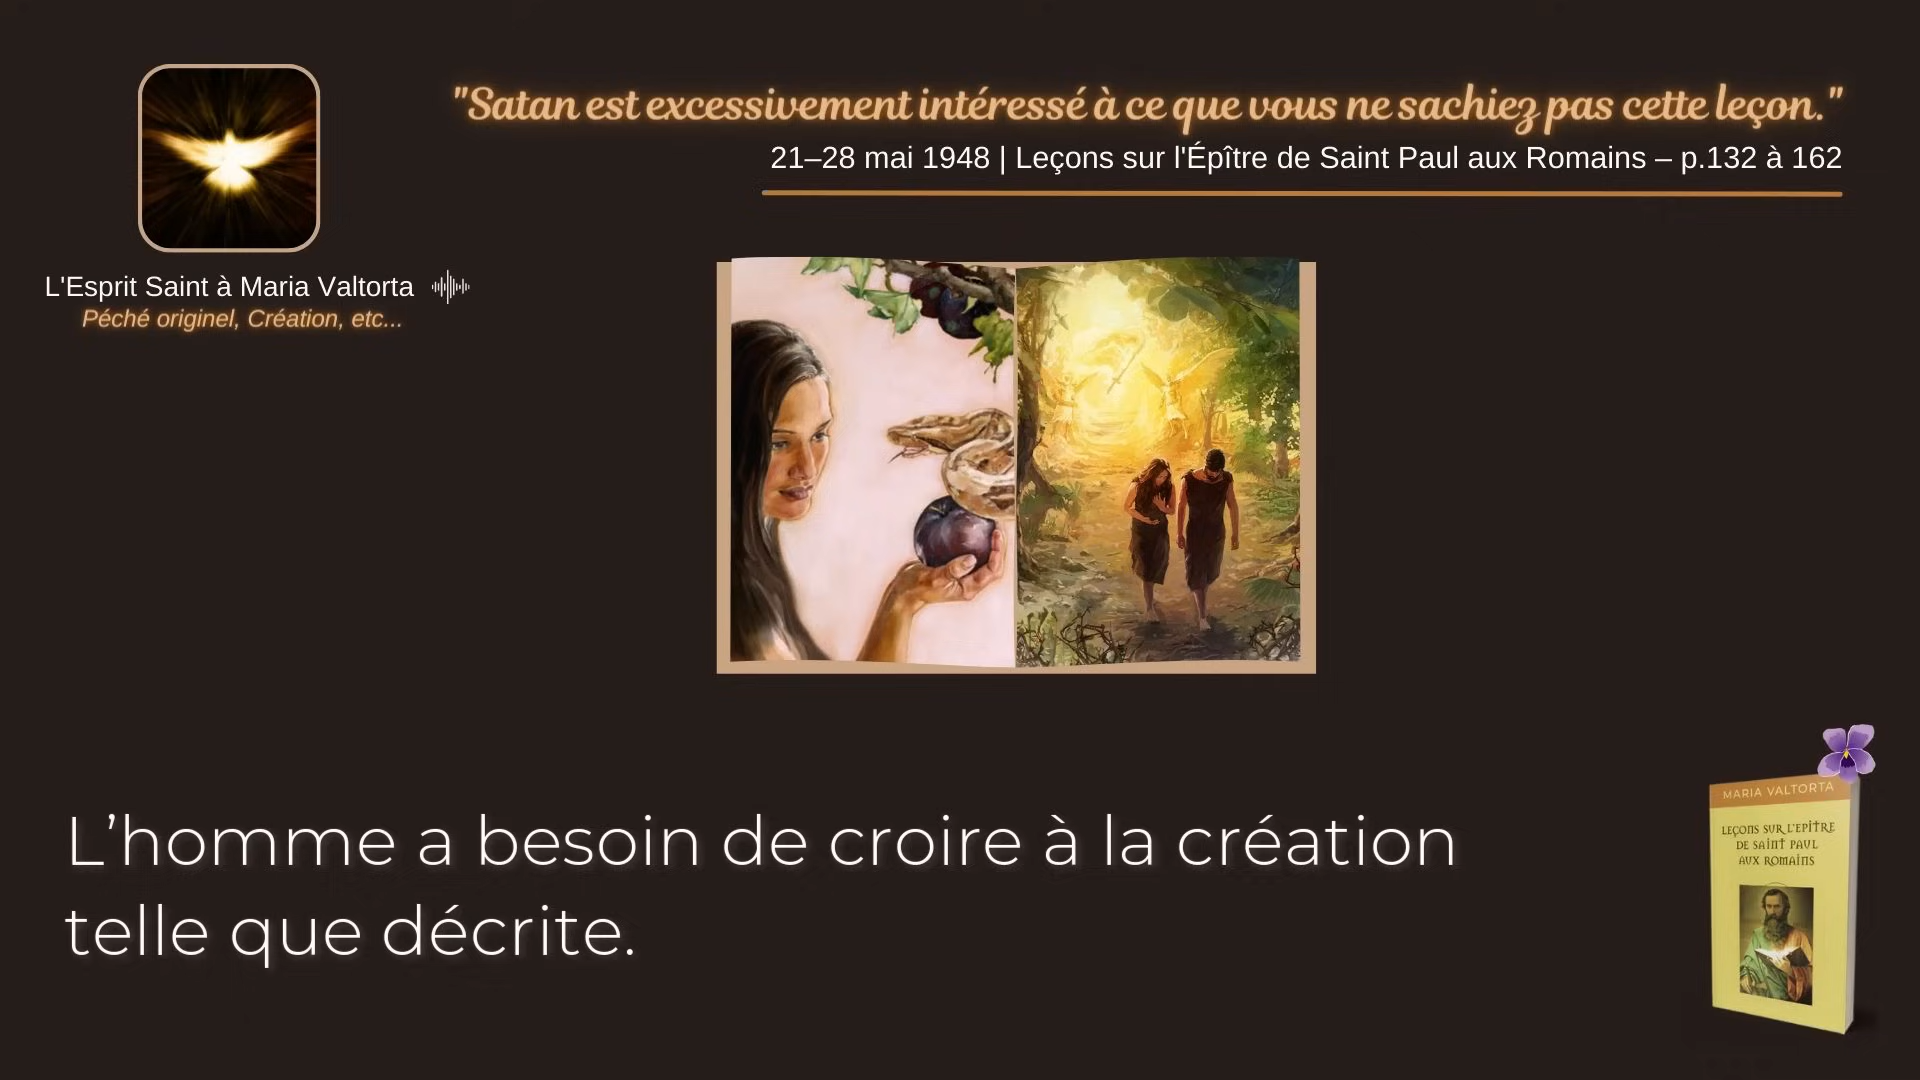 "Satan est excessivement intéressé à ce que vous ne sachiez pas cette leçon."
21–28 mai 1948 | Leçons sur l'Épître de Saint Paul aux Romains – p.132 à 162
L'Esprit Saint à Maria Valtorta
Péché originel, Création, etc...
L’homme a besoin de croire à la création
telle que décrite.
MARIA VALTORTA
LEÇONS SUR L'EPÎTRE
DE SAINT PAUL
AUX ROMAINS